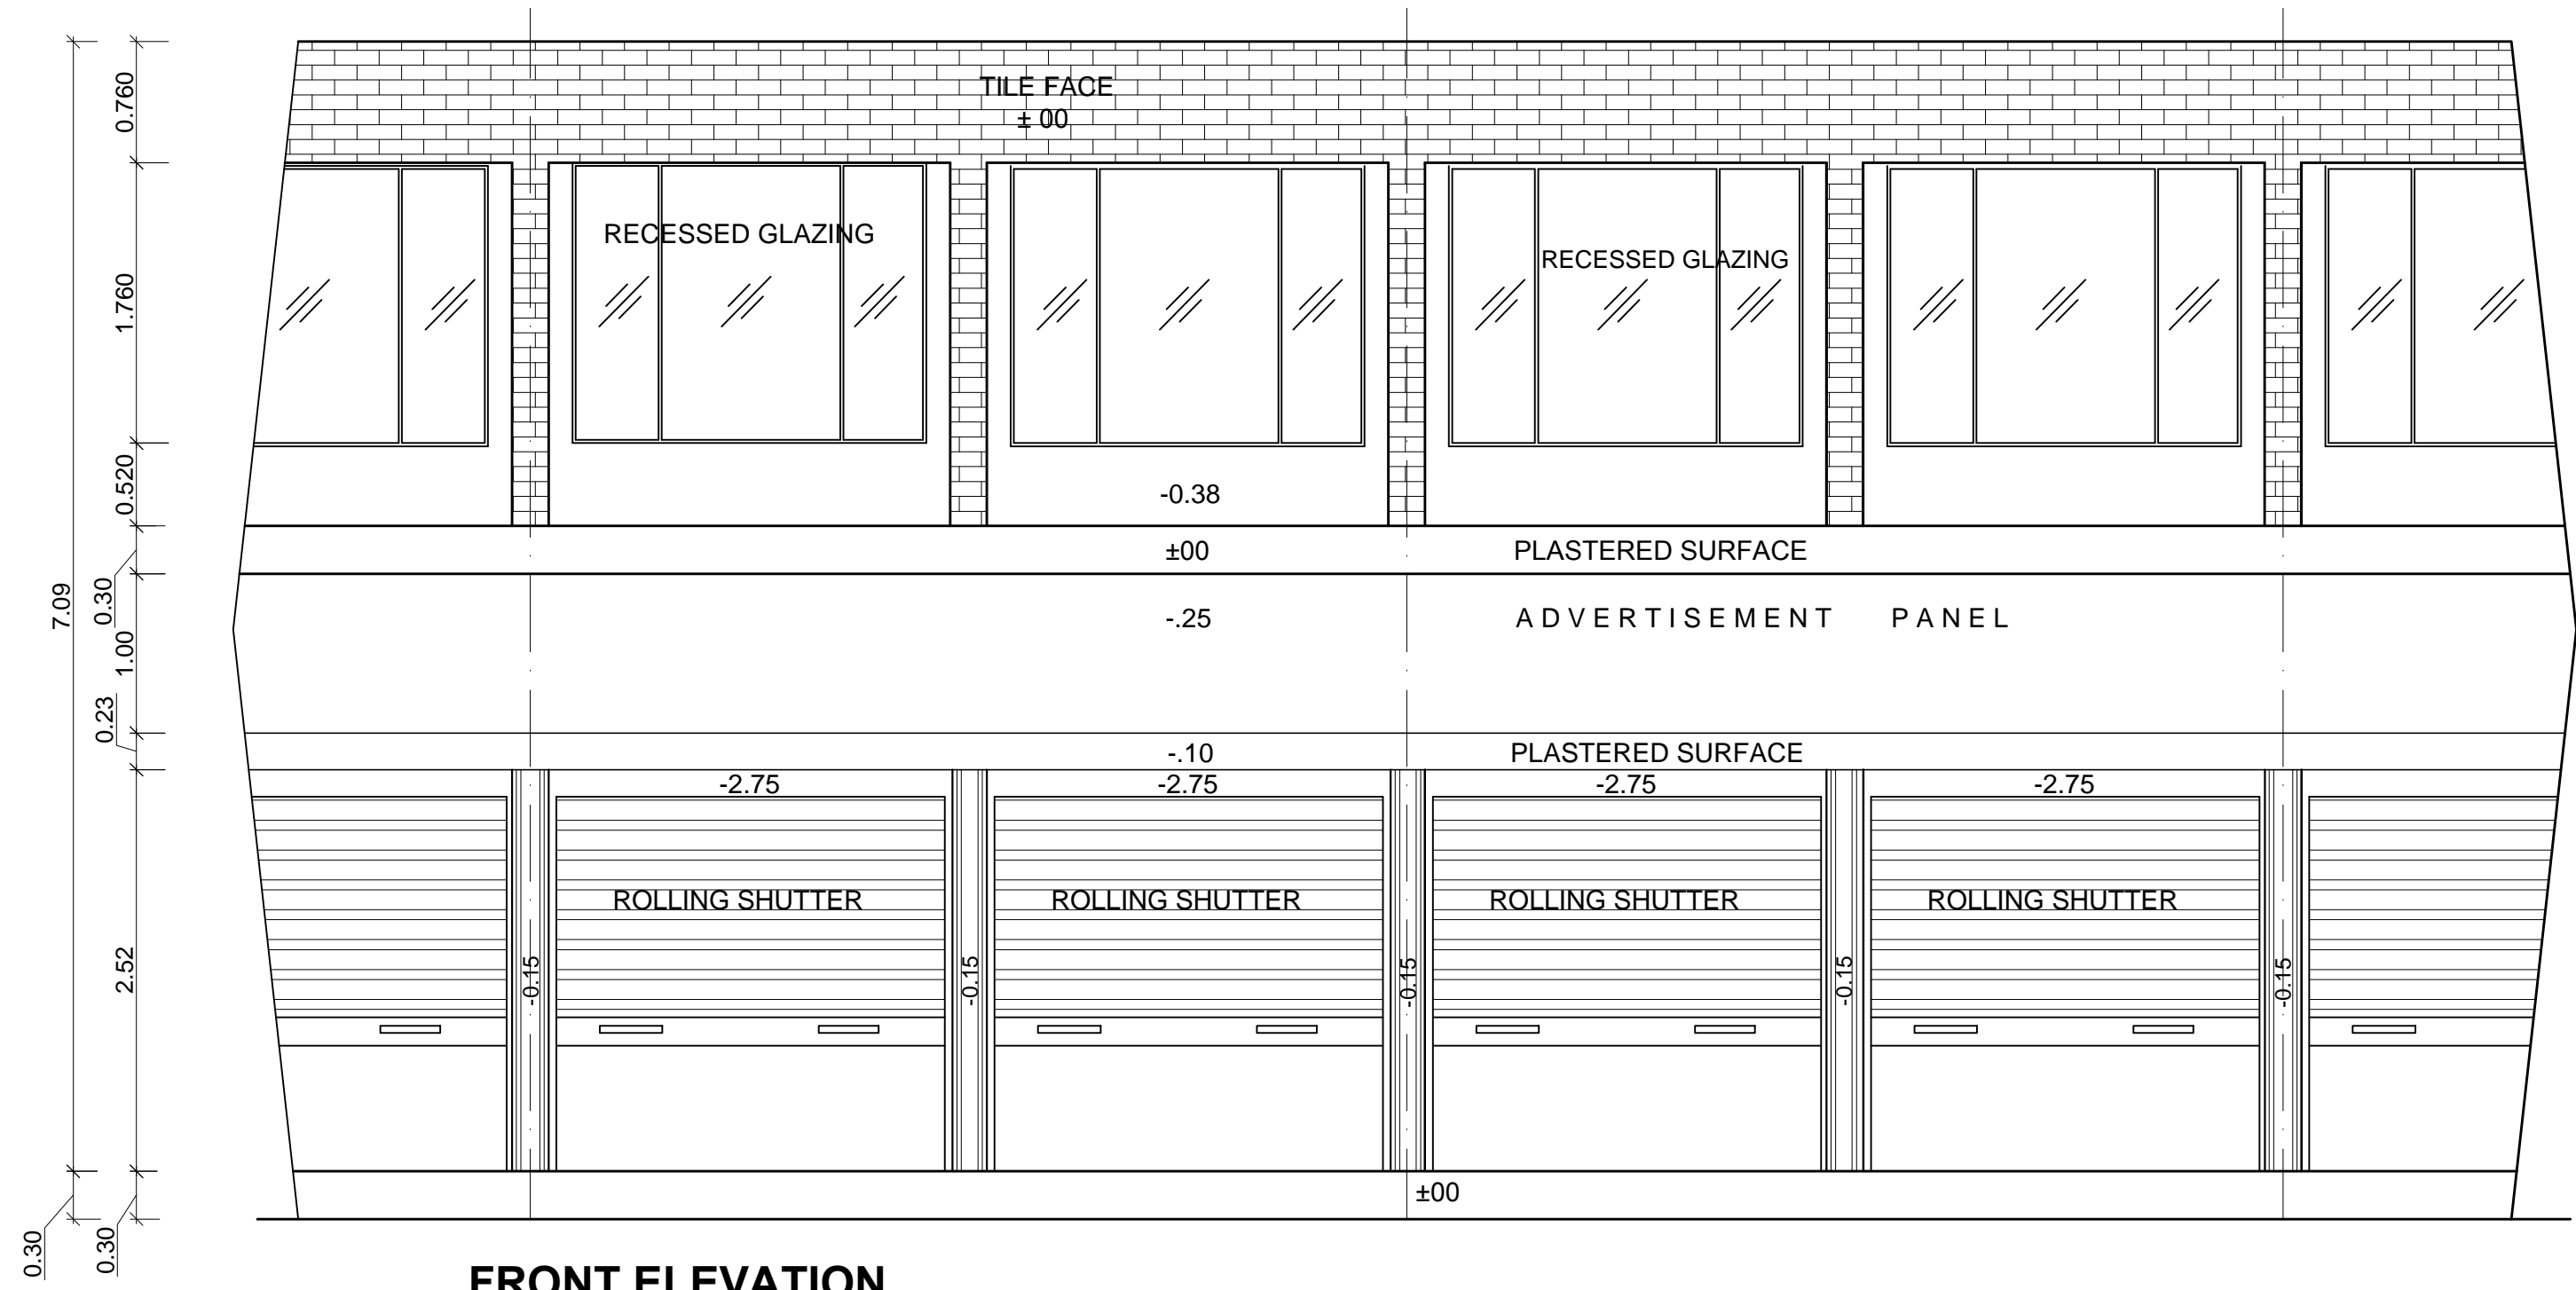 0.760
TILE FACE
± 00
1.760
RECESSED GLAZING
RECESSED GLAZING
0.520
-0.38
±00 PLASTERED SURFACE
7.09
0.30
-.25 ADVERTISEMENT PANEL
1.00
0.23
-.10 PLASTERED SURFACE
-2.75 -2.75 -2.75 -2.75
ROLLING SHUTTER ROLLING SHUTTER ROLLING SHUTTER ROLLING SHUTTER
2.52
-0.15 -0.15 -0.15 -0.15 -0.15
±00
0.30 0.30
FRONT ELEVATION